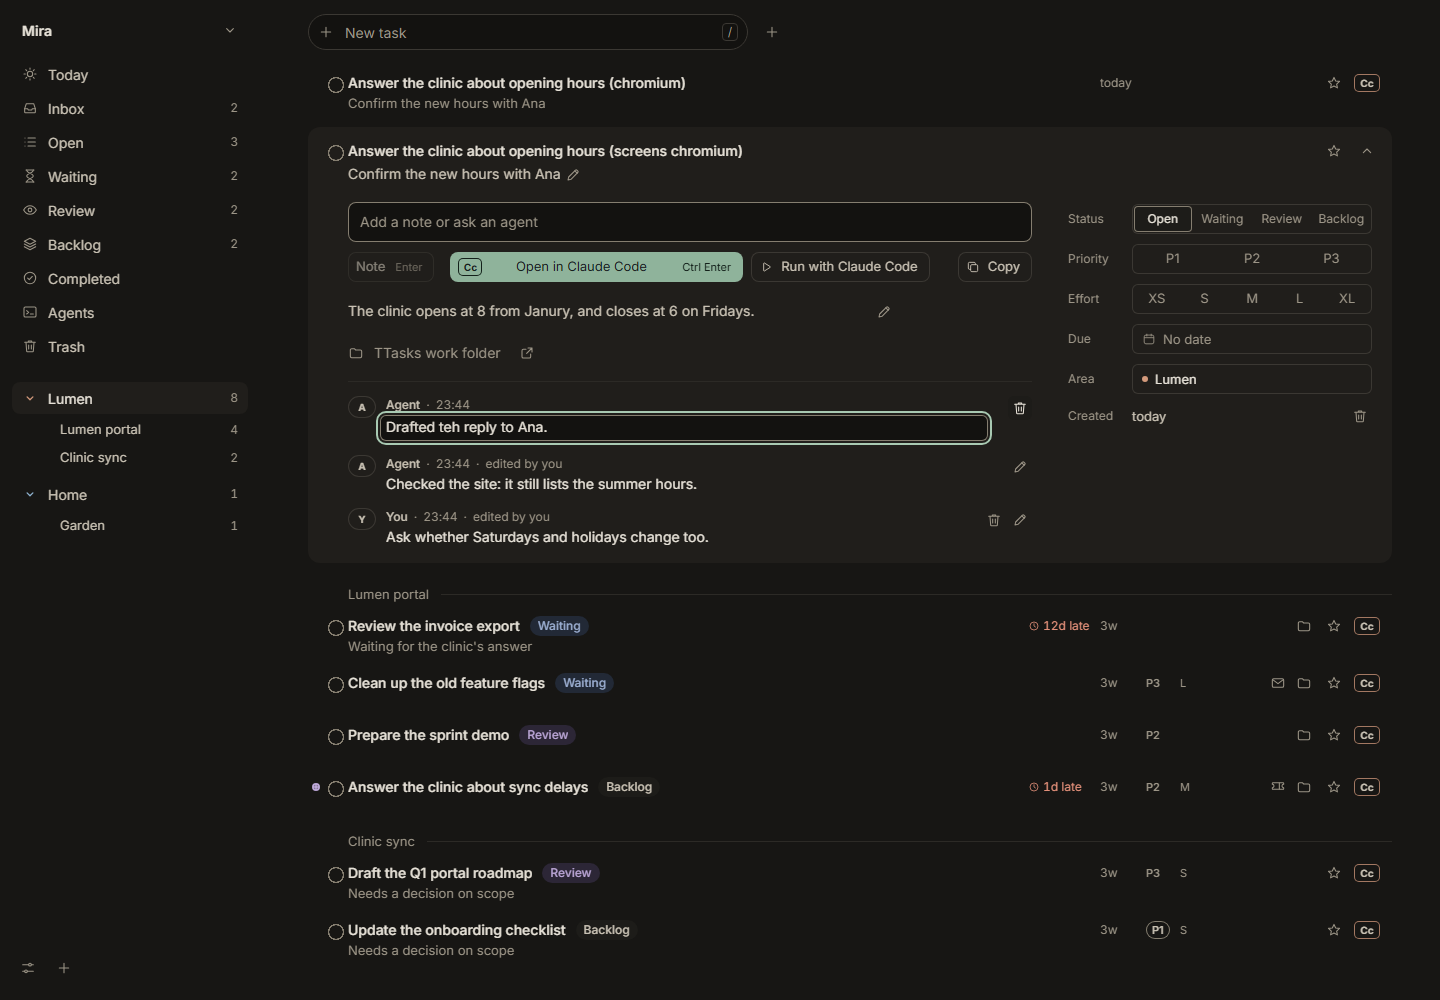 Mira
Today
Inbox 2
Open 3
Waiting 2
Review 2
Backlog 2
Completed
Agents
Trash
Lumen 8
Lumen portal 4
Clinic sync 2
Home 1
Garden 1
New task /
Answer the clinic about opening hours (chromium) today Cc
Confirm the new hours with Ana
Answer the clinic about opening hours (screens chromium)
Confirm the new hours with Ana
Add a note or ask an agent
Note Enter Cc Open in Claude Code Ctrl Enter Run with Claude Code Copy
The clinic opens at 8 from Janury, and closes at 6 on Fridays.
TTasks work folder
A Agent · 23:44
Drafted teh reply to Ana.
A Agent · 23:44 · edited by you
Checked the site: it still lists the summer hours.
Y You · 23:44 · edited by you
Ask whether Saturdays and holidays change too.
Status Open Waiting Review Backlog
Priority P1 P2 P3
Effort XS S M L XL
Due No date
Area Lumen
Created today
Lumen portal
Review the invoice export Waiting 12d late 3w Cc
Waiting for the clinic's answer
Clean up the old feature flags Waiting 3w P3 L Cc
Prepare the sprint demo Review 3w P2 Cc
Answer the clinic about sync delays Backlog 1d late 3w P2 M Cc
Clinic sync
Draft the Q1 portal roadmap Review 3w P3 S Cc
Needs a decision on scope
Update the onboarding checklist Backlog 3w P1 S Cc
Needs a decision on scope